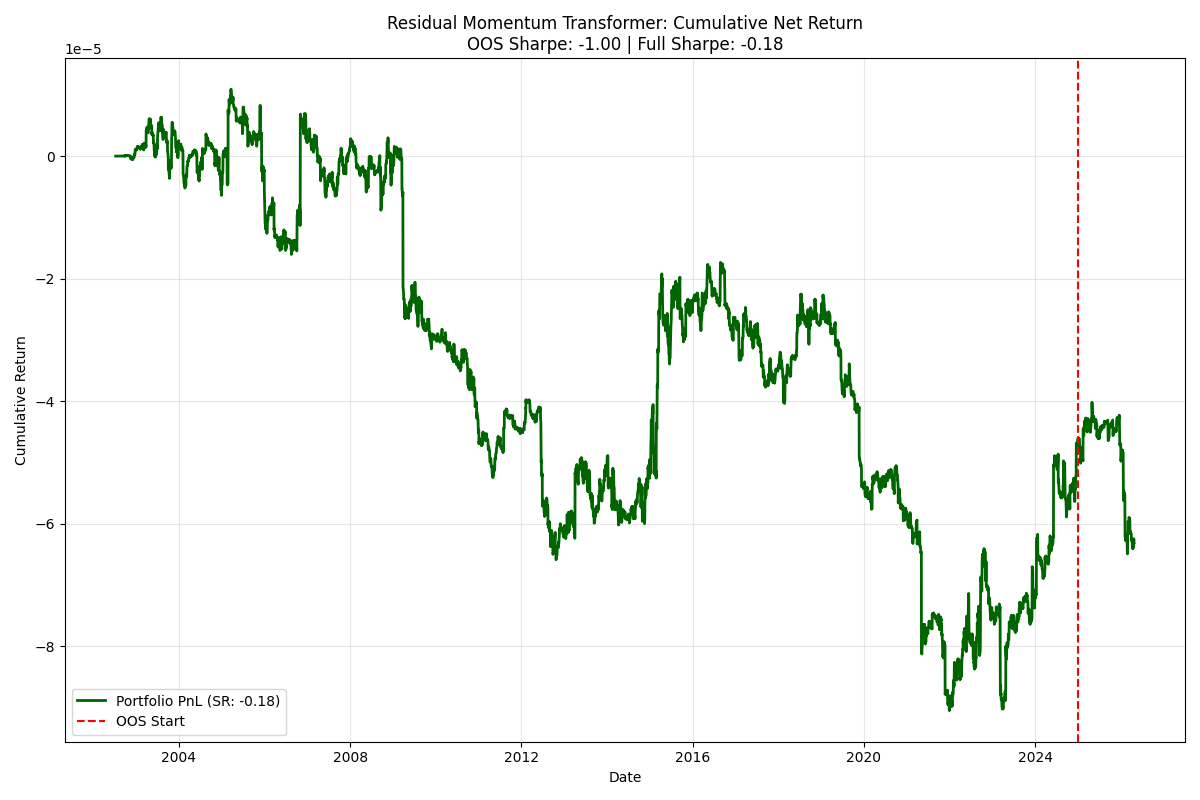 Residual Momentum Transformer: Cumulative Net Return
OOS Sharpe: -1.00 | Full Sharpe: -0.18
1e−5
0
−2
−4
−6
−8
Cumulative Return
Portfolio PnL (SR: -0.18)
OOS Start
2004
2008
2012
2016
2020
2024
Date